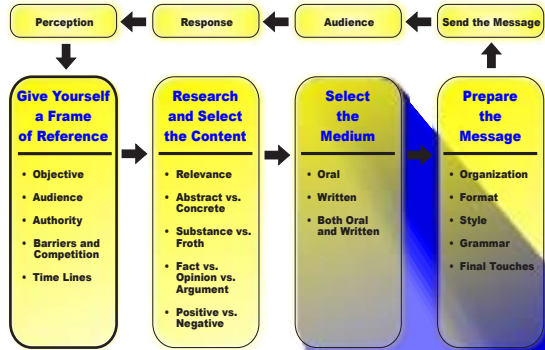 Perception
Response
Audience
Send the Message
Give Yourself
a Frame
of Reference
• Objective
• Audience
• Authority
• Barriers and
Competition
• Time Lines
Research
and Select
the Content
• Relevance
• Abstract vs.
Concrete
• Substance vs.
Froth
• Fact vs.
Opinion vs.
Argument
• Positive vs.
Negative
Select
the
Medium
• Oral
• Written
• Both Oral
and Written
Prepare
the
Message
• Organization
• Format
• Style
• Grammar
• Final Touches